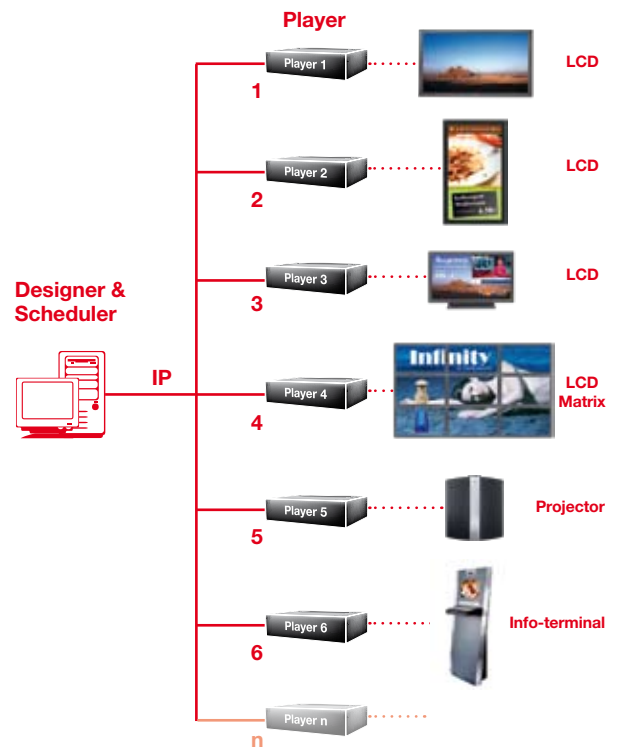 Player
Player 1
LCD
1
Player 2
LCD
2
Player 3
LCD
3
Designer &
Scheduler
IP
Infinity
Player 4
LCD
Matrix
4
Player 5
Projector
5
Player 6
Info-terminal
6
Player n
n